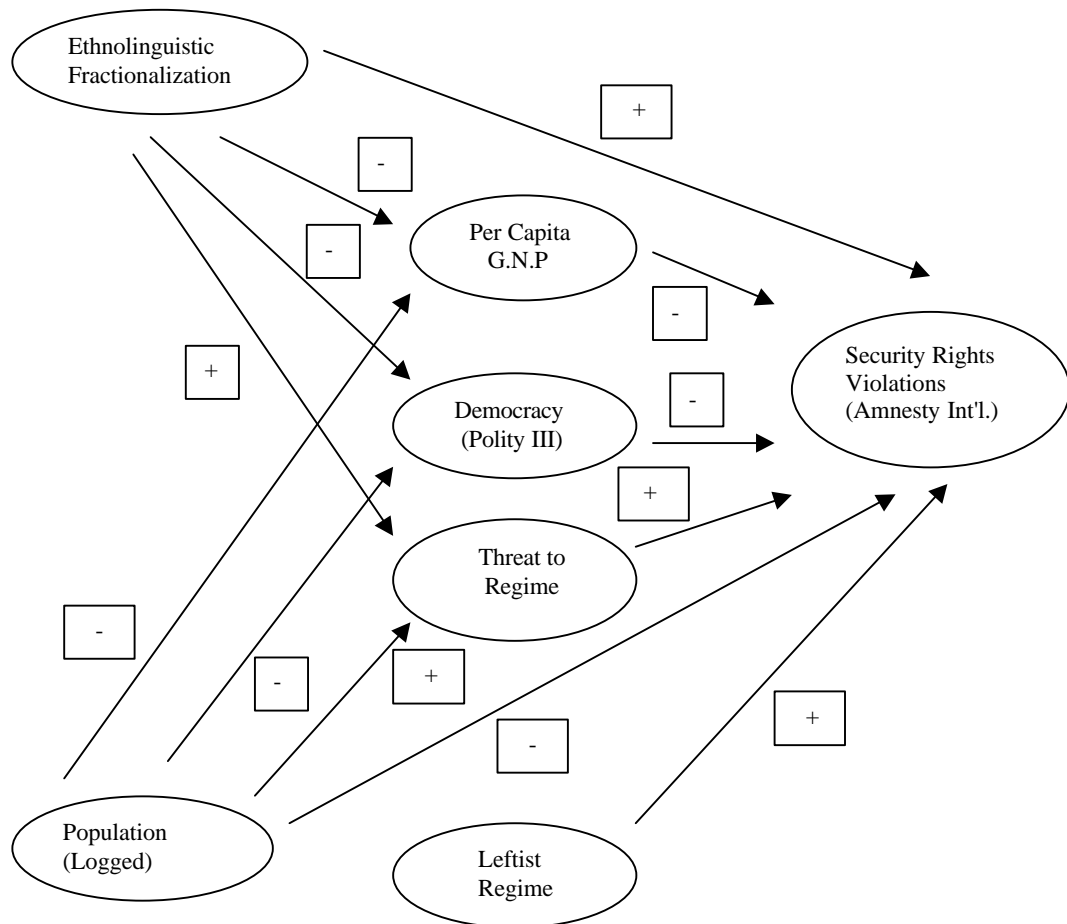 Ethnolinguistic
Fractionalization
+
-
Per Capita
G.N.P
-
-
Security Rights
Violations
(Amnesty Int'l.)
+
-
Democracy
(Polity III)
+
Threat to
Regime
-
-
+
+
-
Population
(Logged)
Leftist
Regime